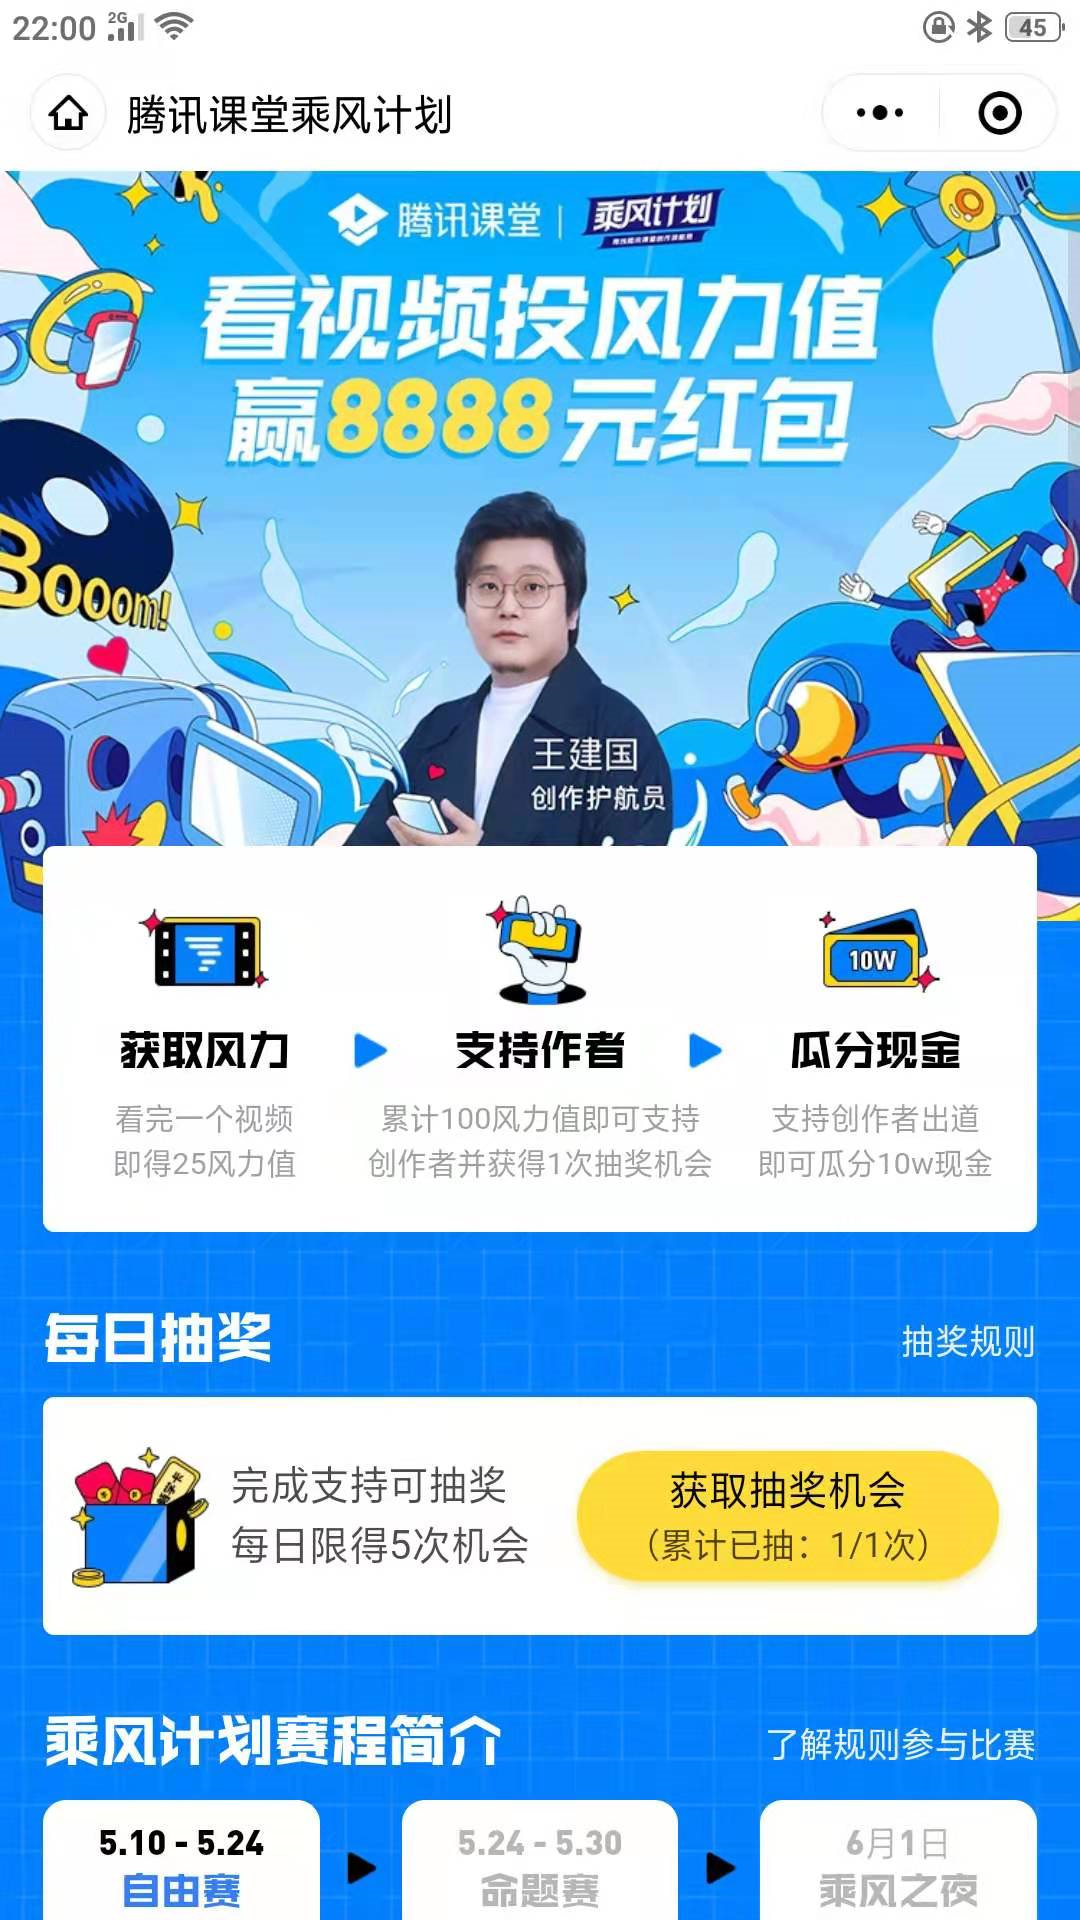 22:00
2G
45
腾讯课堂乘风计划
腾讯课堂 | 乘风计划
看视频投风力值
赢8888元红包
Booom!
王建国
创作护航员
10W
获取风力
支持作者
瓜分现金
看完一个视频
即得25风力值
累计100风力值即可支持
创作者并获得1次抽奖机会
支持创作者出道
即可瓜分10w现金
每日抽奖
抽奖规则
完成支持可抽奖
每日限得5次机会
获取抽奖机会
（累计已抽：1/1次）
乘风计划赛程简介
了解规则参与比赛
5.10 - 5.24
自由赛
5.24 - 5.30
命题赛
6月1日
乘风之夜